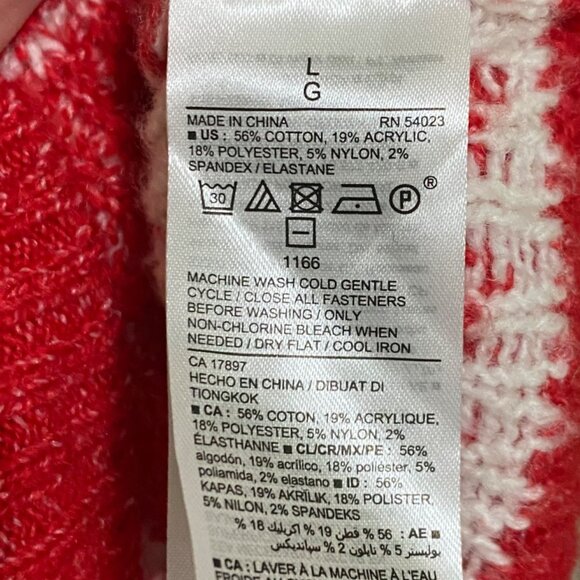 L
G
MADE IN CHINA RN 54023
■ US : 56% COTTON, 19% ACRYLIC,
18% POLYESTER, 5% NYLON, 2%
SPANDEX / ELASTANE
30 P ®
1166
MACHINE WASH COLD GENTLE
CYCLE / CLOSE ALL FASTENERS
BEFORE WASHING / ONLY
NON-CHLORINE BLEACH WHEN
NEEDED / DRY FLAT / COOL IRON
CA 17897
HECHO EN CHINA / DIBUAT DI
TIONGKOK
■ CA : 56% COTON, 19% ACRYLIQUE,
18% POLYESTER, 5% NYLON, 2%
ÉLASTHANNE ■ CL/CR/MX/PE : 56%
algodón, 19% acrílico, 18% poliéster, 5%
poliamida, 2% elastano ■ ID : 56%
KAPAS, 19% AKRILIK, 18% POLISTER,
5% NILON, 2% SPANDEKS
■ AE : 56 % قطن 19 % اكريليك 18 %
بوليستر 5 % نايلون 2 % سبانديكس
■ CA : LAVER À LA MACHINE À L'EAU